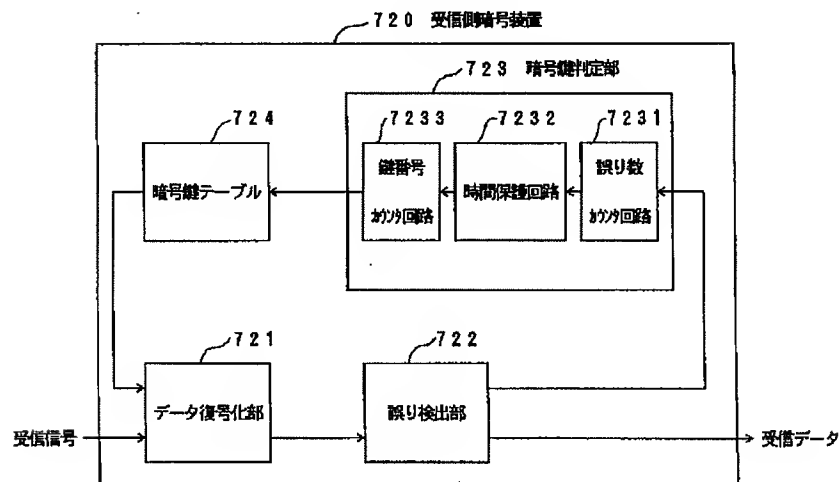 720 受信側暗号装置
723 暗号鍵判定部
724
7233
7232
7231
暗号鍵テーブル
鍵番号
カウンタ回路
時間保護回路
誤り数
カウンタ回路
721
722
データ復号化部
誤り検出部
受信信号
受信データ